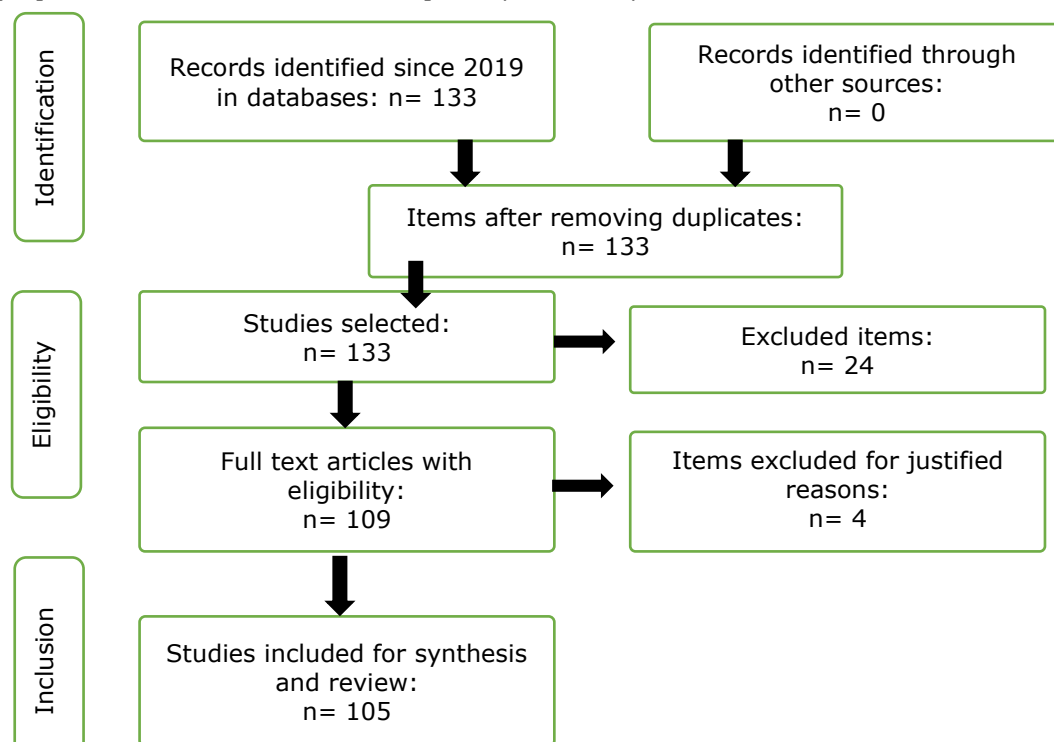 Identification
Records identified since 2019
in databases: n= 133
Records identified through
other sources:
n= 0
Items after removing duplicates:
n= 133
Eligibility
Studies selected:
n= 133
Excluded items:
n= 24
Full text articles with
eligibility:
n= 109
Items excluded for justified
reasons:
n= 4
Inclusion
Studies included for synthesis
and review:
n= 105